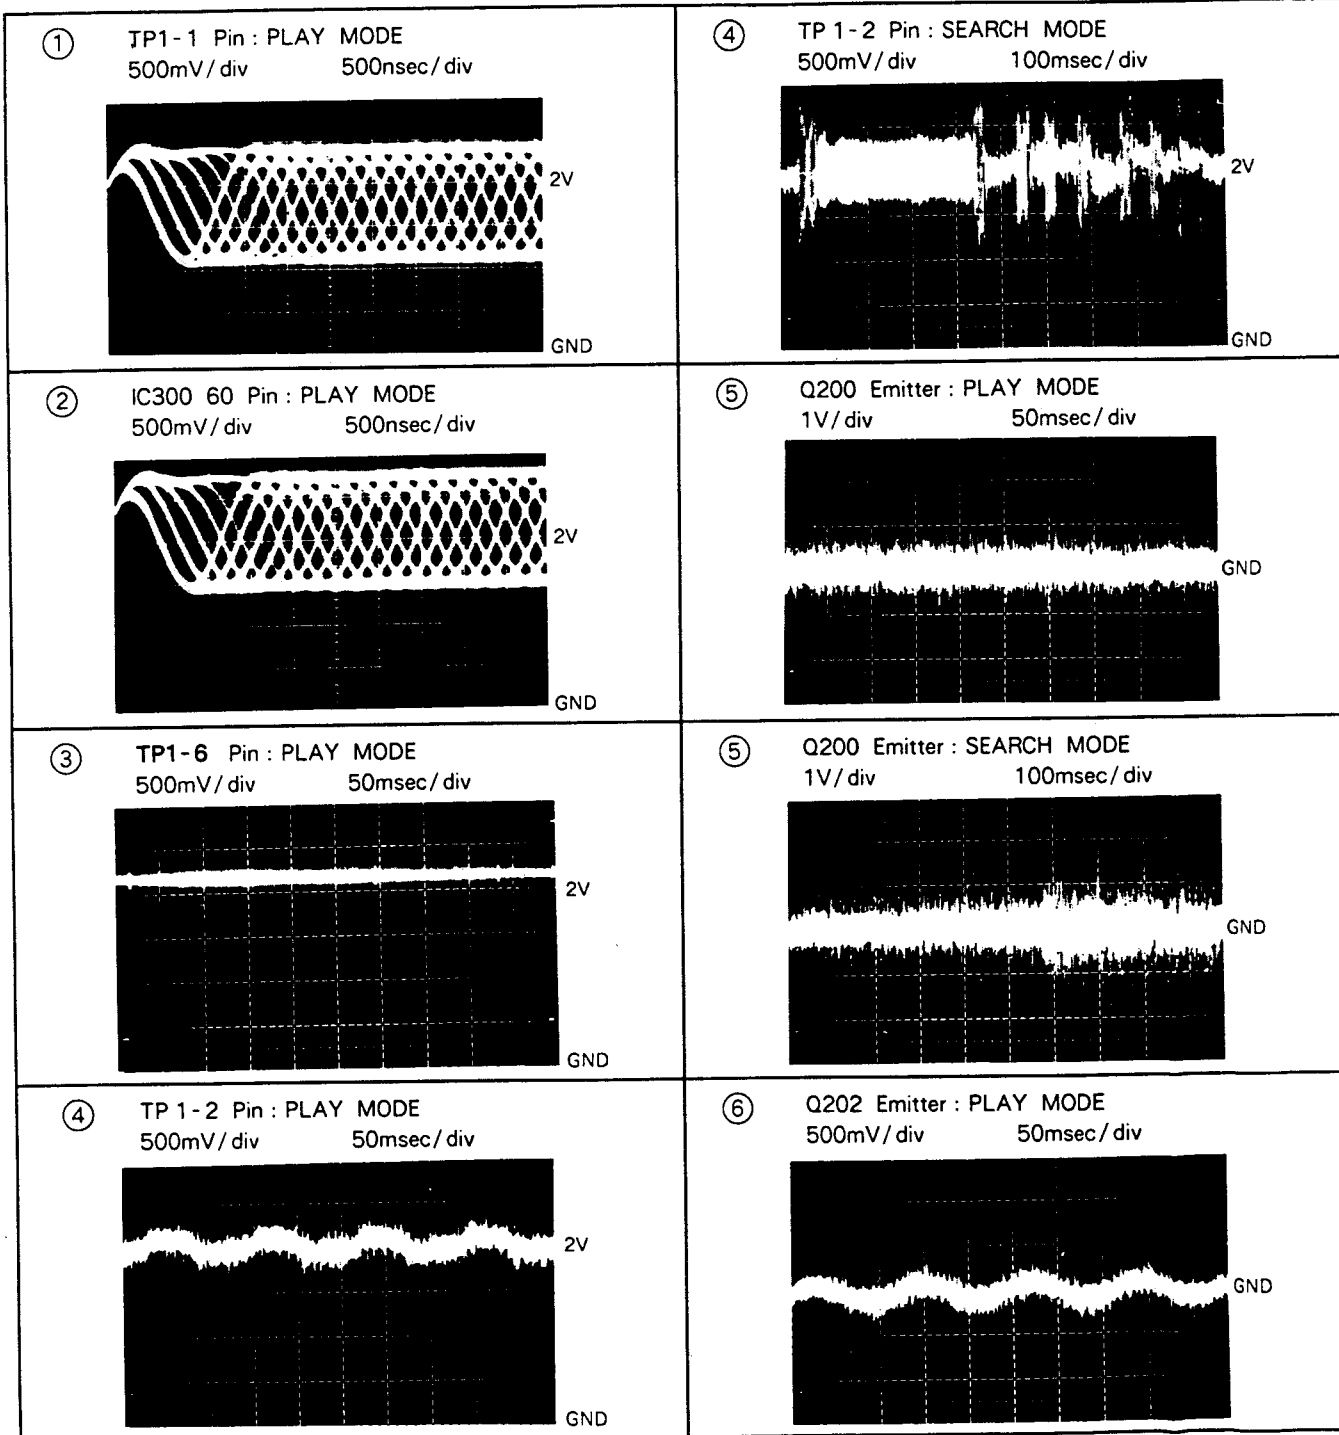 ① TP1-1 Pin : PLAY MODE
500mV/div 500nsec/div
2V
GND
② IC300 60 Pin : PLAY MODE
500mV/div 500nsec/div
2V
GND
③ TP1-6 Pin : PLAY MODE
500mV/div 50msec/div
2V
GND
④ TP 1-2 Pin : PLAY MODE
500mV/div 50msec/div
2V
GND
④ TP 1-2 Pin : SEARCH MODE
500mV/div 100msec/div
2V
GND
⑤ Q200 Emitter : PLAY MODE
1V/div 50msec/div
GND
⑤ Q200 Emitter : SEARCH MODE
1V/div 100msec/div
GND
⑥ Q202 Emitter : PLAY MODE
500mV/div 50msec/div
GND